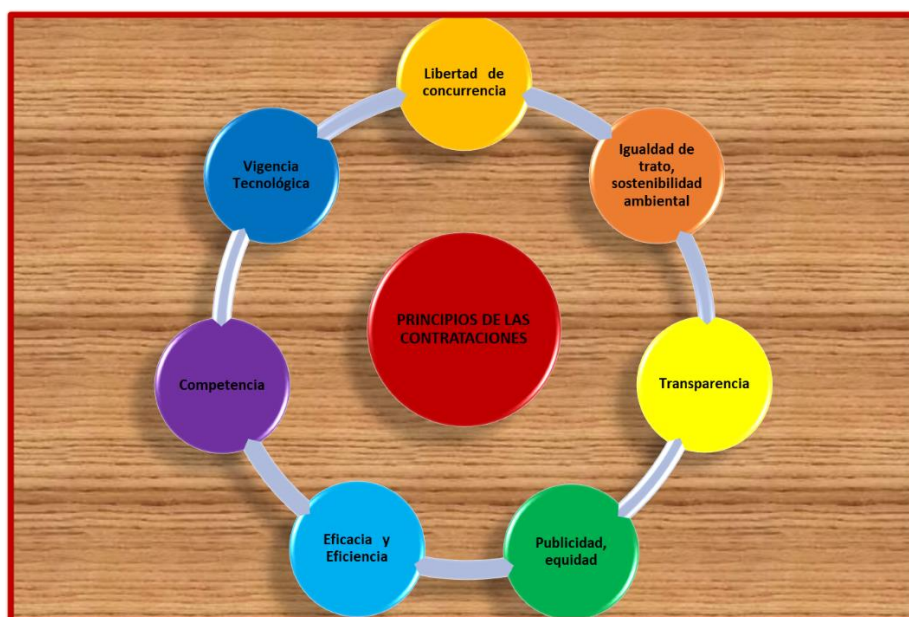 Libertad de
concurrencia
Igualdad de
trato,
sostenibilidad
ambiental
Transparencia
Publicidad,
equidad
Eficacia y
Eficiencia
Competencia
Vigencia
Tecnológica
PRINCIPIOS DE LAS
CONTRATACIONES